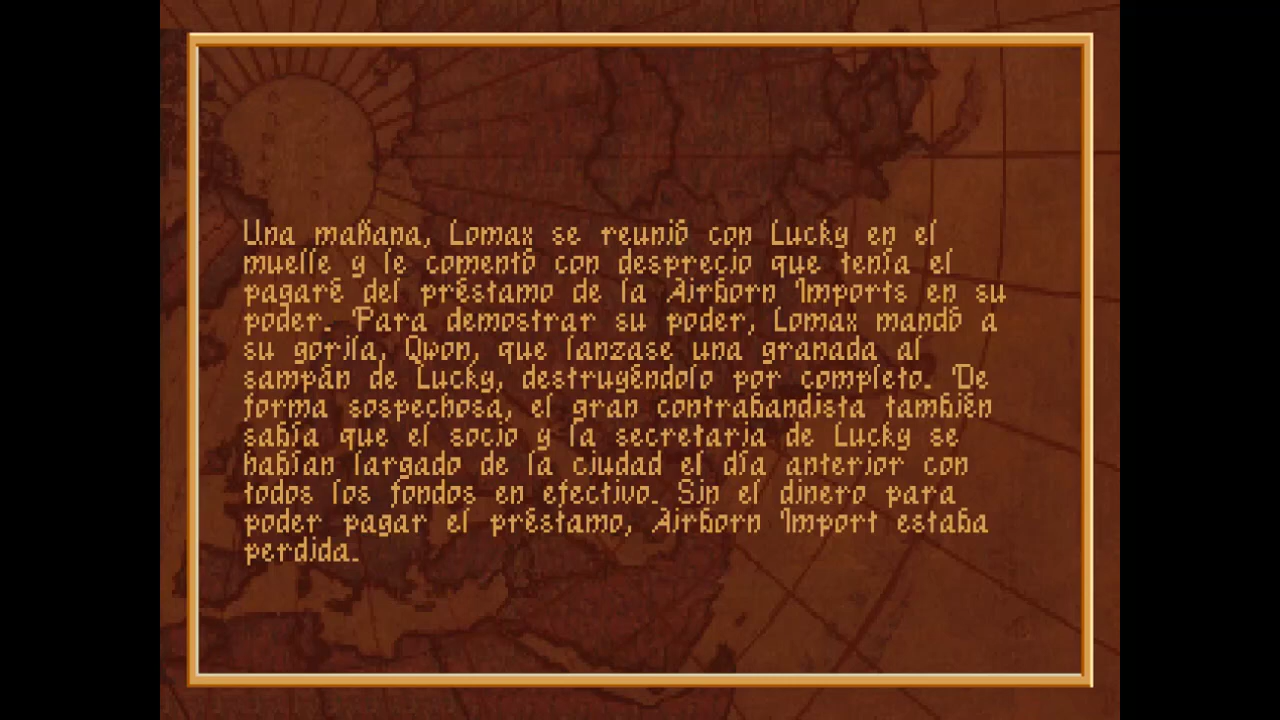 Una mañana, Lomax se reunió con Lucky en el
muelle y le comentó con desprecio que tenía el
pagaré del préstamo de la Airborn Imports en su
poder. Para demostrar su poder, Lomax mandó a
su gorila, Qwon, que lanzase una granada al
sampán de Lucky, destruyéndolo por completo. De
forma sospechosa, el gran contrabandista también
sabía que el socio y la secretaria de Lucky se
habían largado de la ciudad el día anterior con
todos los fondos en efectivo. Sin el dinero para
poder pagar el préstamo, Airborn Import estaba
perdida.